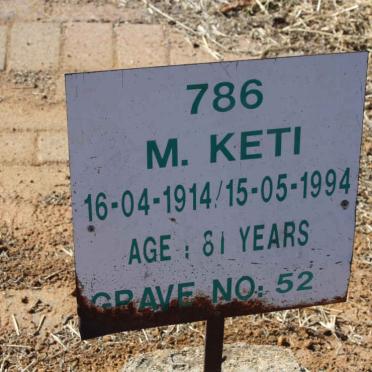 786
M. KETI
16-04-1914/15-05-1994
AGE : 81 YEARS
GRAVE NO: 52